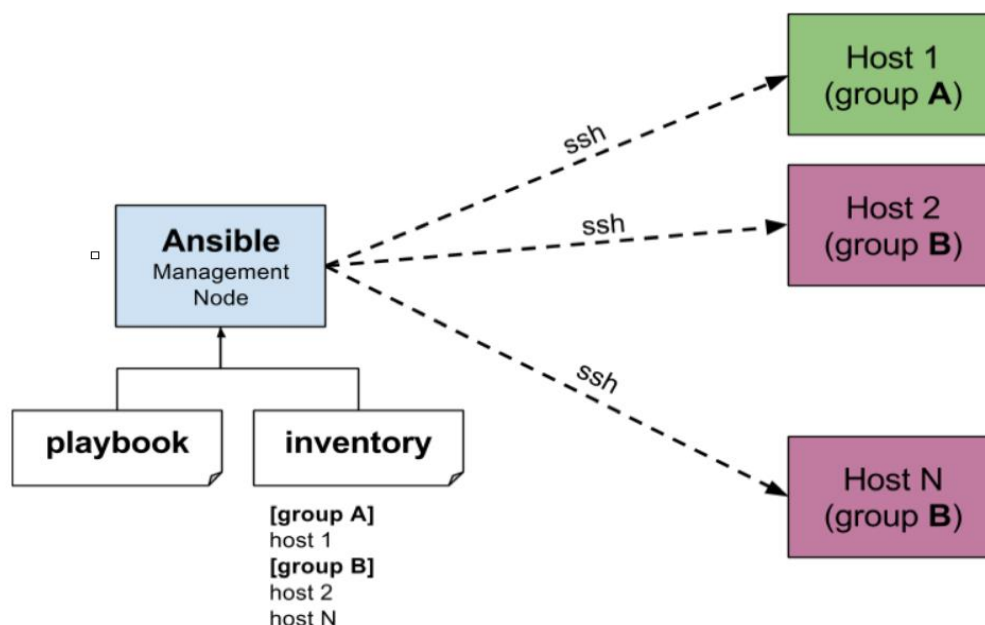 Host 1
(group A)
ssh
Host 2
(group B)
ssh
Ansible
Management
Node
ssh
playbook
inventory
Host N
(group B)
[group A]
host 1
[group B]
host 2
host N